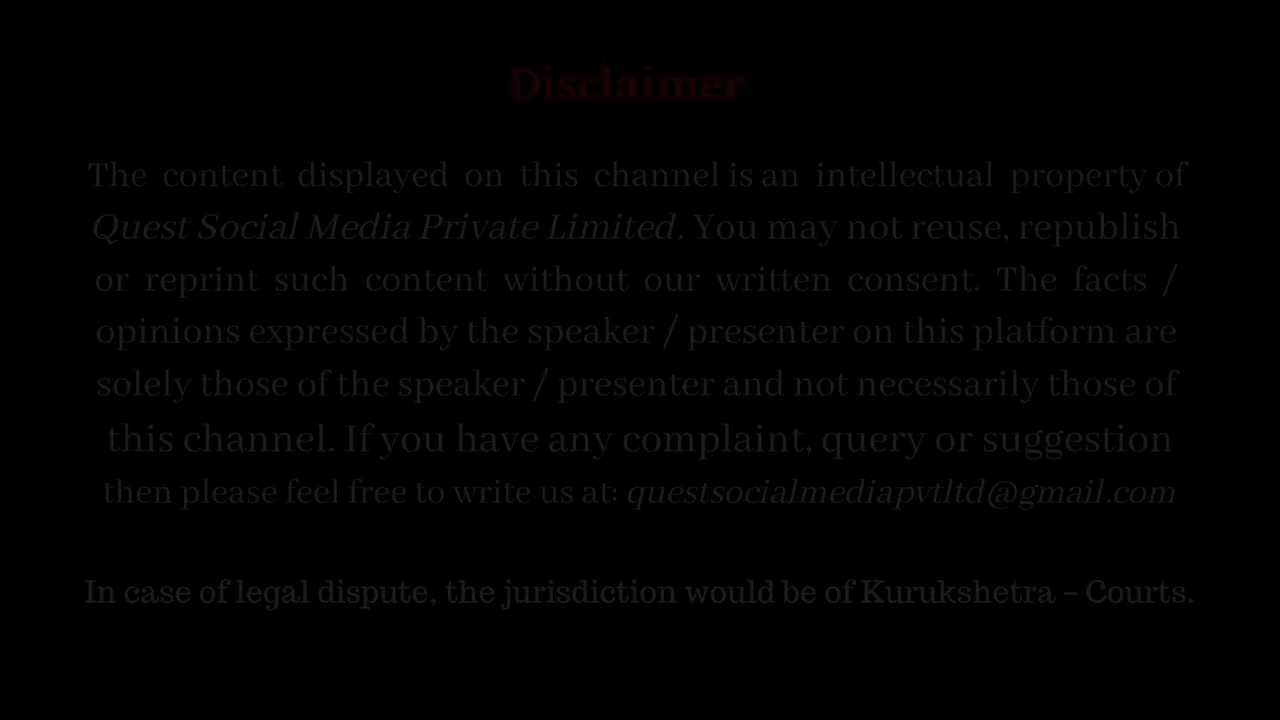 Disclaimer
The content displayed on this channel is an intellectual property of
Quest Social Media Private Limited. You may not reuse, republish
or reprint such content without our written consent. The facts /
opinions expressed by the speaker / presenter on this platform are
solely those of the speaker / presenter and not necessarily those of
this channel. If you have any complaint, query or suggestion
then please feel free to write us at: questsocialmediapvtltd@gmail.com
In case of legal dispute, the jurisdiction would be of Kurukshetra - Courts.